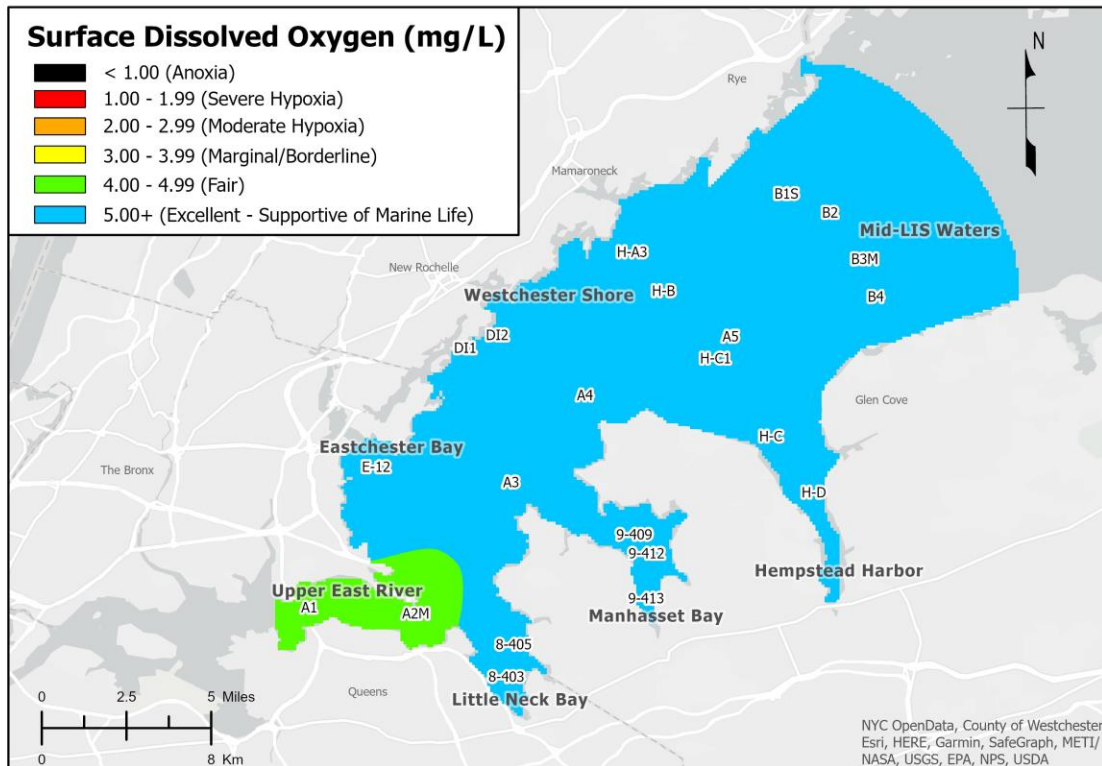 Surface Dissolved Oxygen (mg/L)
< 1.00 (Anoxia)
1.00 - 1.99 (Severe Hypoxia)
2.00 - 2.99 (Moderate Hypoxia)
3.00 - 3.99 (Marginal/Borderline)
4.00 - 4.99 (Fair)
5.00+ (Excellent - Supportive of Marine Life)
N
Rye
Mamaroneck
B1S
B2
Mid-LIS Waters
H-A3
B3M
New Rochelle
Westchester Shore
H-B
B4
DI2
DI1
A5
H-C1
A4
Glen Cove
Eastchester Bay
H-C
The Bronx
E-12
A3
H-D
9-409
9-412
Hempstead Harbor
Upper East River
A1
A2M
9-413
Manhasset Bay
8-405
8-403
Queens
Little Neck Bay
0 2.5 5 Miles
0 8 Km
NYC OpenData, County of Westchester,
Esri, HERE, Garmin, SafeGraph, METI/
NASA, USGS, EPA, NPS, USDA